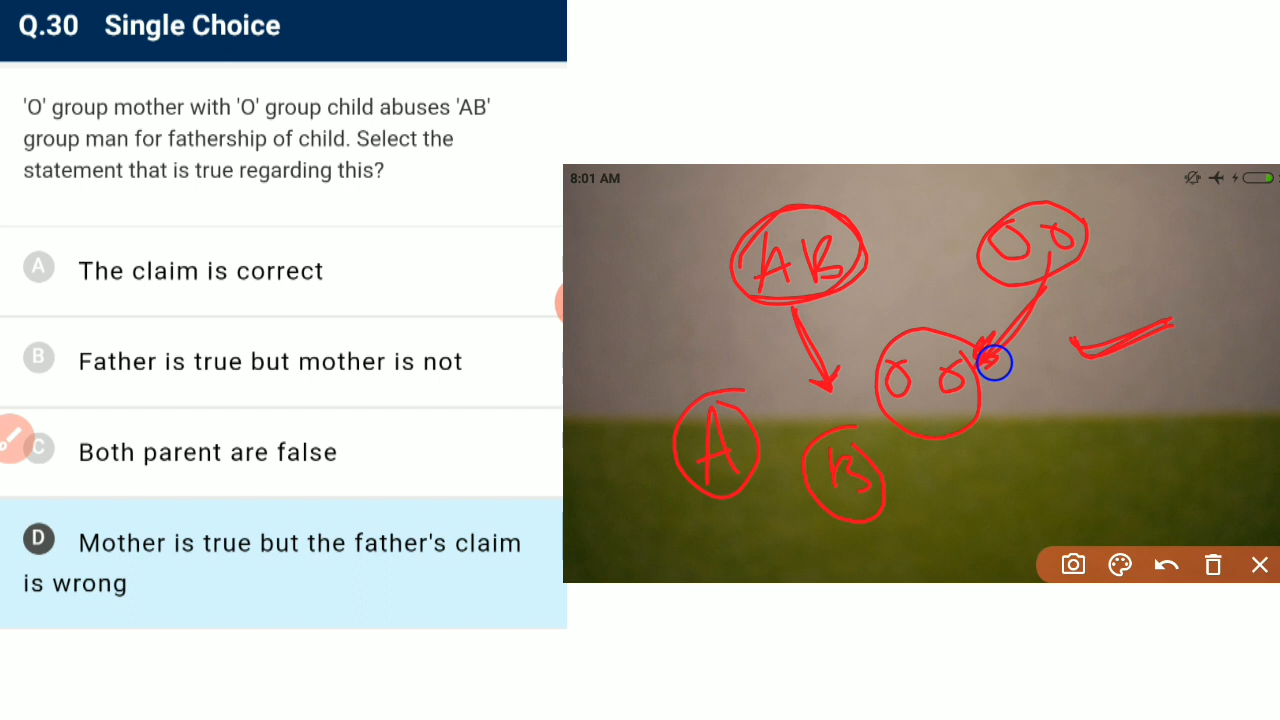 Q.30 Single Choice
'O' group mother with 'O' group child abuses 'AB'
group man for fathership of child. Select the
statement that is true regarding this?
A The claim is correct
B Father is true but mother is not
C Both parent are false
D Mother is true but the father's claim
is wrong
8:01 AM
AB
OO
OO
A
B